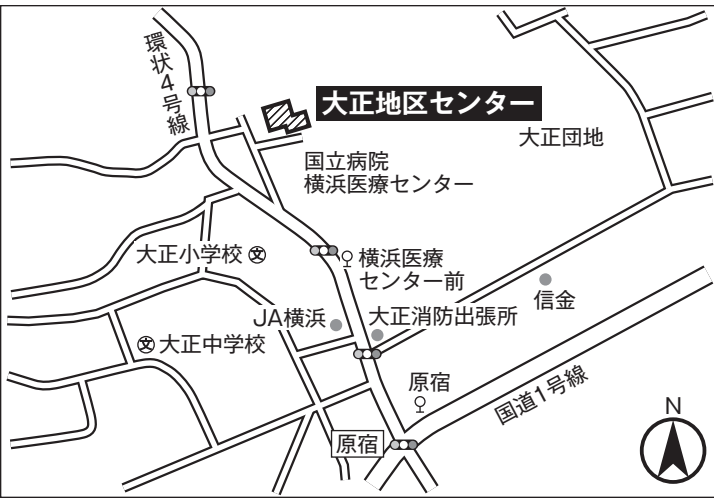 環状4号線
大正地区センター
大正団地
国立病院
横浜医療センター
大正小学校 文
横浜医療
センター前
信金
JA横浜
大正消防出張所
文 大正中学校
原宿
国道1号線
N
原宿